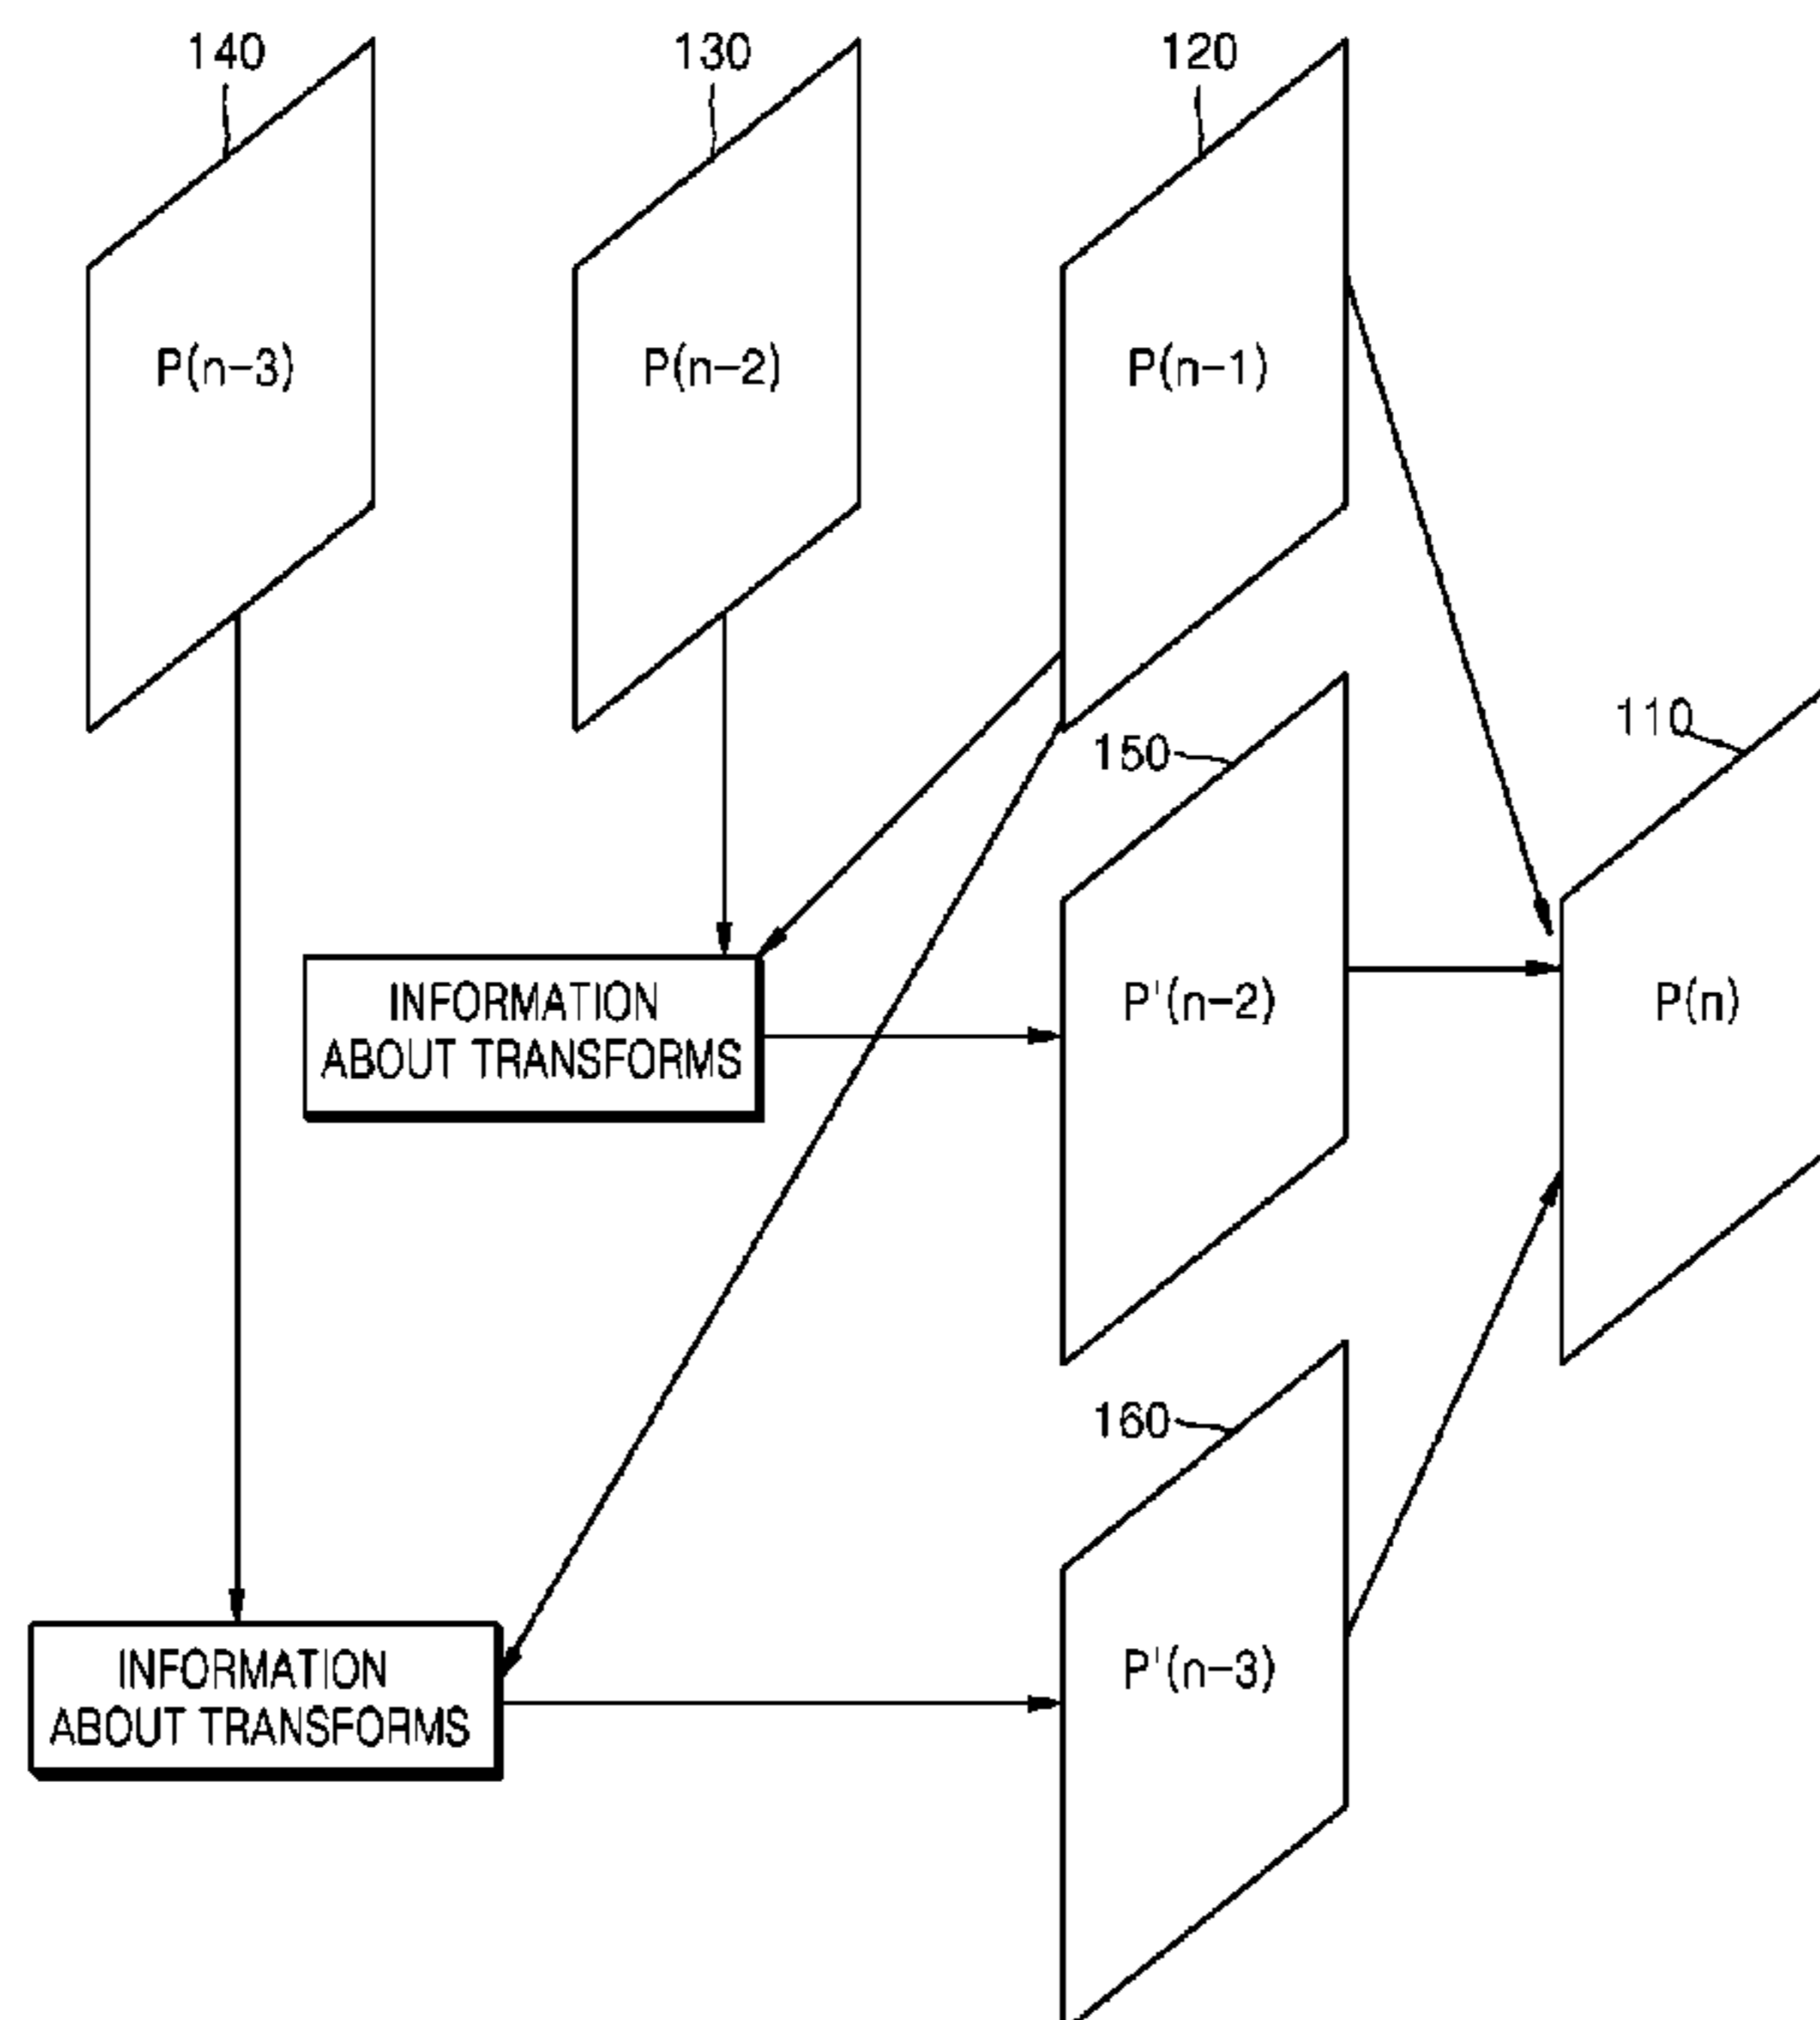 140
130
120
P(n-3)
P(n-2)
P(n-1)
150
110
INFORMATION
ABOUT TRANSFORMS
P'(n-2)
P(n)
160
INFORMATION
ABOUT TRANSFORMS
P'(n-3)